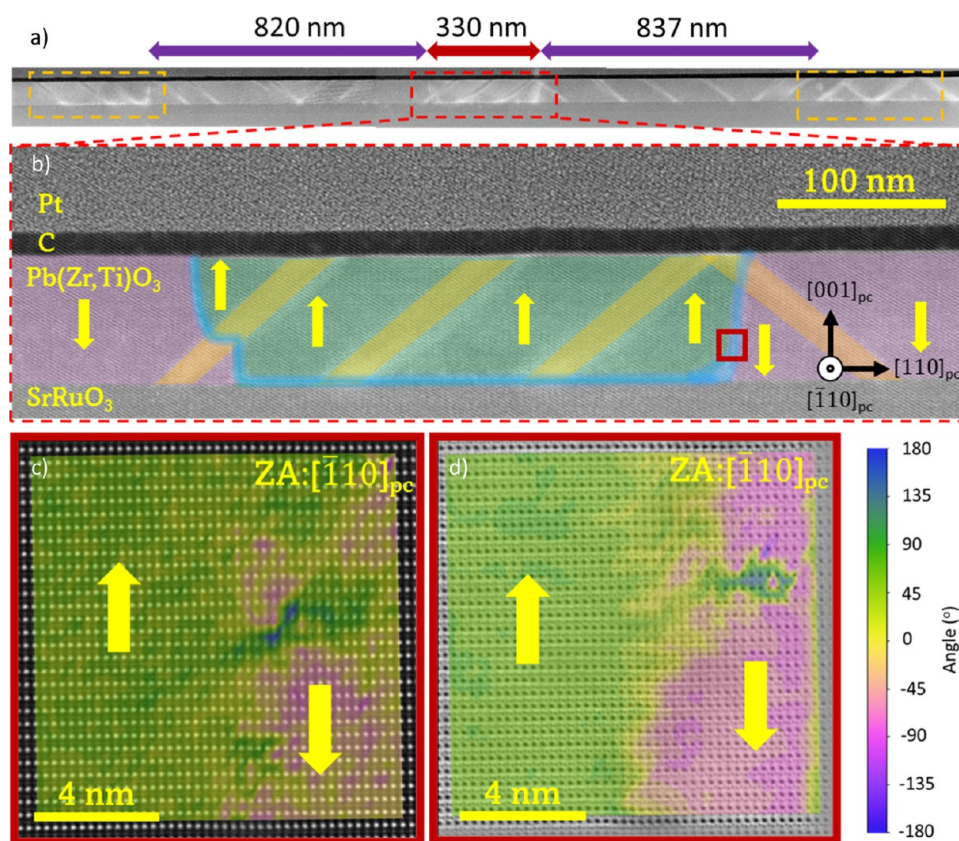 a)
820 nm
330 nm
837 nm
b)
Pt
100 nm
C
Pb(Zr,Ti)O₃
[001]pc
[110]pc
[1̄10]pc
SrRuO₃
c)
ZA:[1̄10]pc
4 nm
d)
ZA:[1̄10]pc
4 nm
180
135
90
45
0
-45
-90
-135
-180
Angle (°)